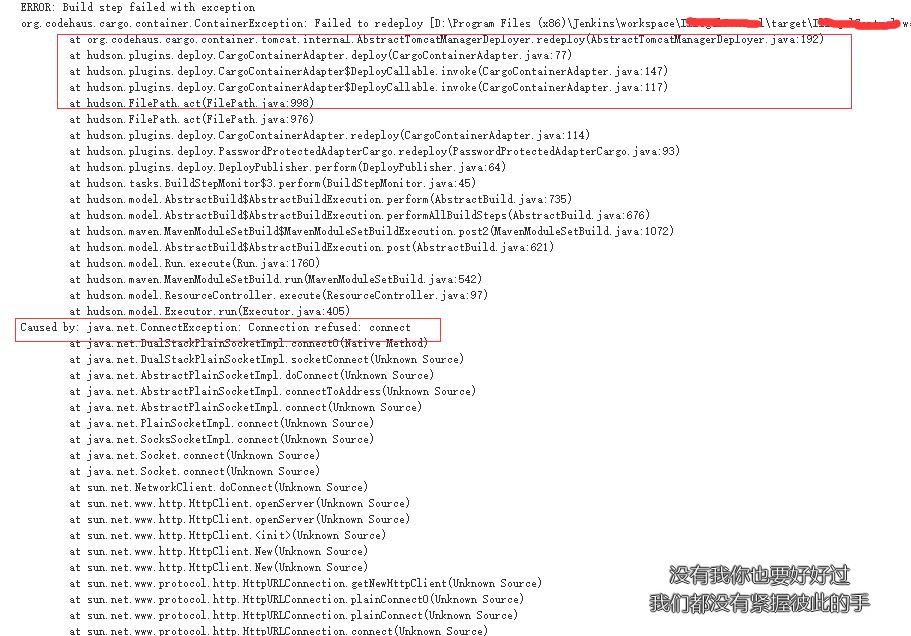 ERROR: Build step failed with exception
org.codehaus.cargo.container.ContainerException: Failed to redeploy [D:\Program Files (x86)\Jenkins\workspace\ \target\
at org.codehaus.cargo.container.tomcat.internal.AbstractTomcatManagerDeployer.redeploy(AbstractTomcatManagerDeployer.java:192)
at hudson.plugins.deploy.CargoContainerAdapter.deploy(CargoContainerAdapter.java:77)
at hudson.plugins.deploy.CargoContainerAdapter$DeployCallable.invoke(CargoContainerAdapter.java:147)
at hudson.plugins.deploy.CargoContainerAdapter$DeployCallable.invoke(CargoContainerAdapter.java:117)
at hudson.FilePath.act(FilePath.java:998)
at hudson.FilePath.act(FilePath.java:976)
at hudson.plugins.deploy.CargoContainerAdapter.redeploy(CargoContainerAdapter.java:114)
at hudson.plugins.deploy.PasswordProtectedAdapterCargo.redeploy(PasswordProtectedAdapterCargo.java:93)
at hudson.plugins.deploy.DeployPublisher.perform(DeployPublisher.java:64)
at hudson.tasks.BuildStepMonitor$3.perform(BuildStepMonitor.java:45)
at hudson.model.AbstractBuild$AbstractBuildExecution.perform(AbstractBuild.java:735)
at hudson.model.AbstractBuild$AbstractBuildExecution.performAllBuildSteps(AbstractBuild.java:676)
at hudson.maven.MavenModuleSetBuild$MavenModuleSetBuildExecution.post2(MavenModuleSetBuild.java:1072)
at hudson.model.AbstractBuild$AbstractBuildExecution.post(AbstractBuild.java:621)
at hudson.model.Run.execute(Run.java:1760)
at hudson.maven.MavenModuleSetBuild.run(MavenModuleSetBuild.java:542)
at hudson.model.ResourceController.execute(ResourceController.java:97)
at hudson.model.Executor.run(Executor.java:405)
Caused by: java.net.ConnectException: Connection refused: connect
at java.net.DualStackPlainSocketImpl.connect0(Native Method)
at java.net.DualStackPlainSocketImpl.socketConnect(Unknown Source)
at java.net.AbstractPlainSocketImpl.doConnect(Unknown Source)
at java.net.AbstractPlainSocketImpl.connectToAddress(Unknown Source)
at java.net.AbstractPlainSocketImpl.connect(Unknown Source)
at java.net.PlainSocketImpl.connect(Unknown Source)
at java.net.SocksSocketImpl.connect(Unknown Source)
at java.net.Socket.connect(Unknown Source)
at java.net.Socket.connect(Unknown Source)
at sun.net.NetworkClient.doConnect(Unknown Source)
at sun.net.www.http.HttpClient.openServer(Unknown Source)
at sun.net.www.http.HttpClient.openServer(Unknown Source)
at sun.net.www.http.HttpClient.<init>(Unknown Source)
at sun.net.www.http.HttpClient.New(Unknown Source)
at sun.net.www.http.HttpClient.New(Unknown Source)
at sun.net.www.protocol.http.HttpURLConnection.getNewHttpClient(Unknown Source)
at sun.net.www.protocol.http.HttpURLConnection.plainConnect0(Unknown Source)
at sun.net.www.protocol.http.HttpURLConnection.plainConnect(Unknown Source)
at sun.net.www.protocol.http.HttpURLConnection.connect(Unknown Source)
没有我你也要好好过
我们都没有紧握彼此的手